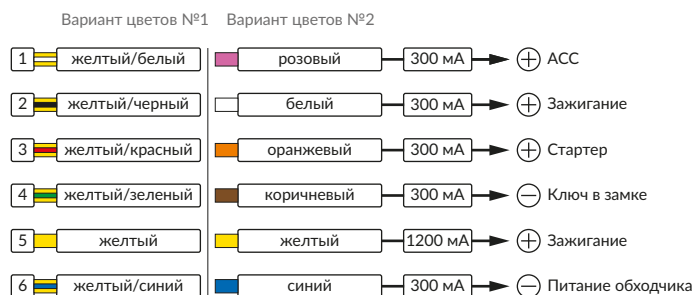 Вариант цветов №1 Вариант цветов №2
1 желтый/белый розовый 300 мА + АСС
2 желтый/черный белый 300 мА + Зажигание
3 желтый/красный оранжевый 300 мА + Стартер
4 желтый/зеленый коричневый 300 мА − Ключ в замке
5 желтый желтый 1200 мА + Зажигание
6 желтый/синий синий 300 мА − Питание обходчика